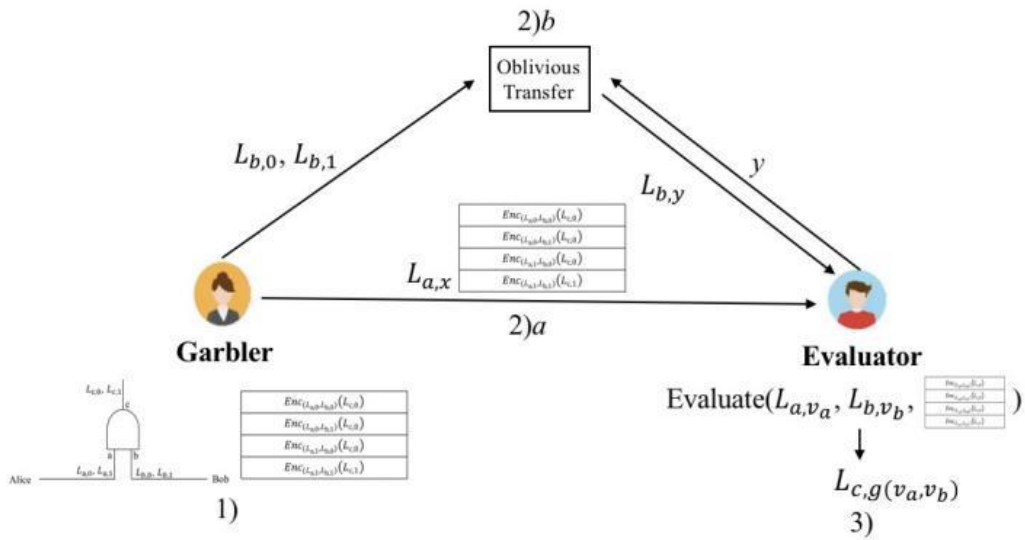 2)b
Oblivious
Transfer
L_{b,0}, L_{b,1}
y
L_{b,y}
Enc_{(L_{a,0},L_{b,0})}(L_{c,0})
Enc_{(L_{a,0},L_{b,1})}(L_{c,0})
Enc_{(L_{a,1},L_{b,0})}(L_{c,0})
Enc_{(L_{a,1},L_{b,1})}(L_{c,1})
L_{a,x}
2)a
Garbler
Evaluator
L_{c,0}, L_{c,1}
c
a b
Alice
L_{a,0}, L_{a,1}
L_{b,0}, L_{b,1}
Bob
1)
Enc_{(L_{a,0},L_{b,0})}(L_{c,0})
Enc_{(L_{a,0},L_{b,1})}(L_{c,0})
Enc_{(L_{a,1},L_{b,0})}(L_{c,0})
Enc_{(L_{a,1},L_{b,1})}(L_{c,1})
Evaluate(L_{a,v_a}, L_{b,v_b}, )
L_{c,g(v_a,v_b)}
3)